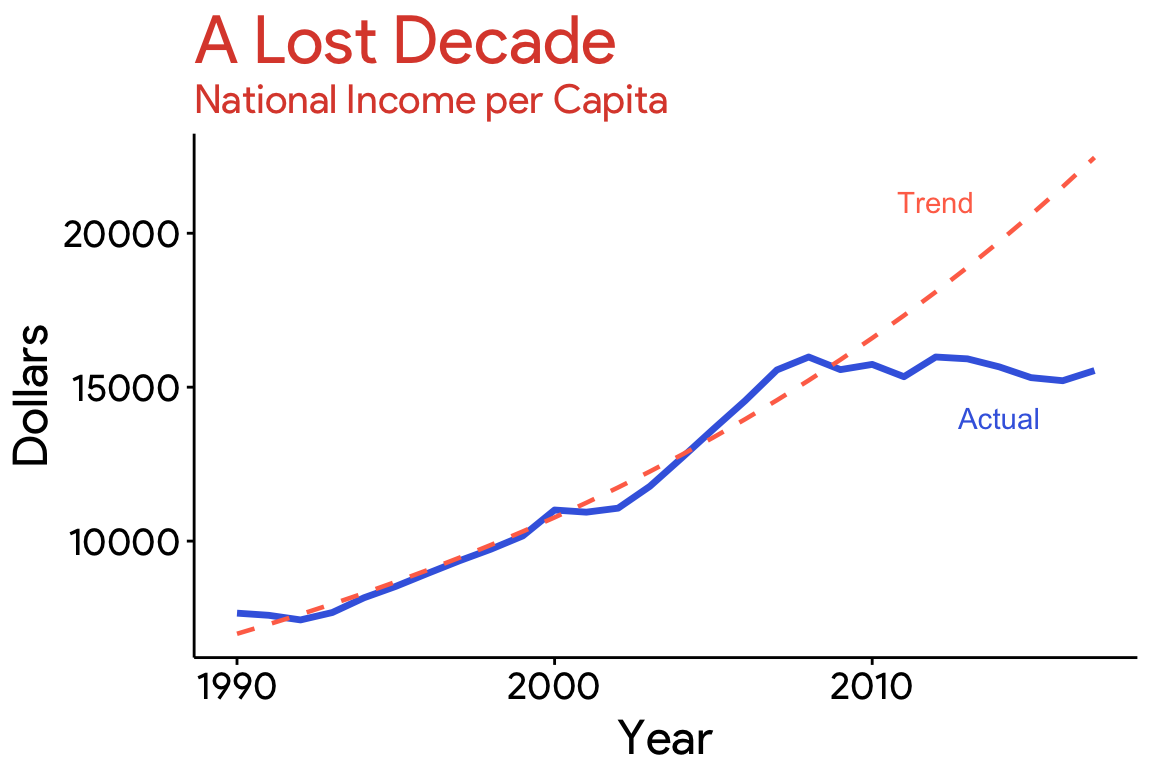 A Lost Decade
National Income per Capita
Trend
20000
15000
Actual
10000
Dollars
1990 2000 2010
Year